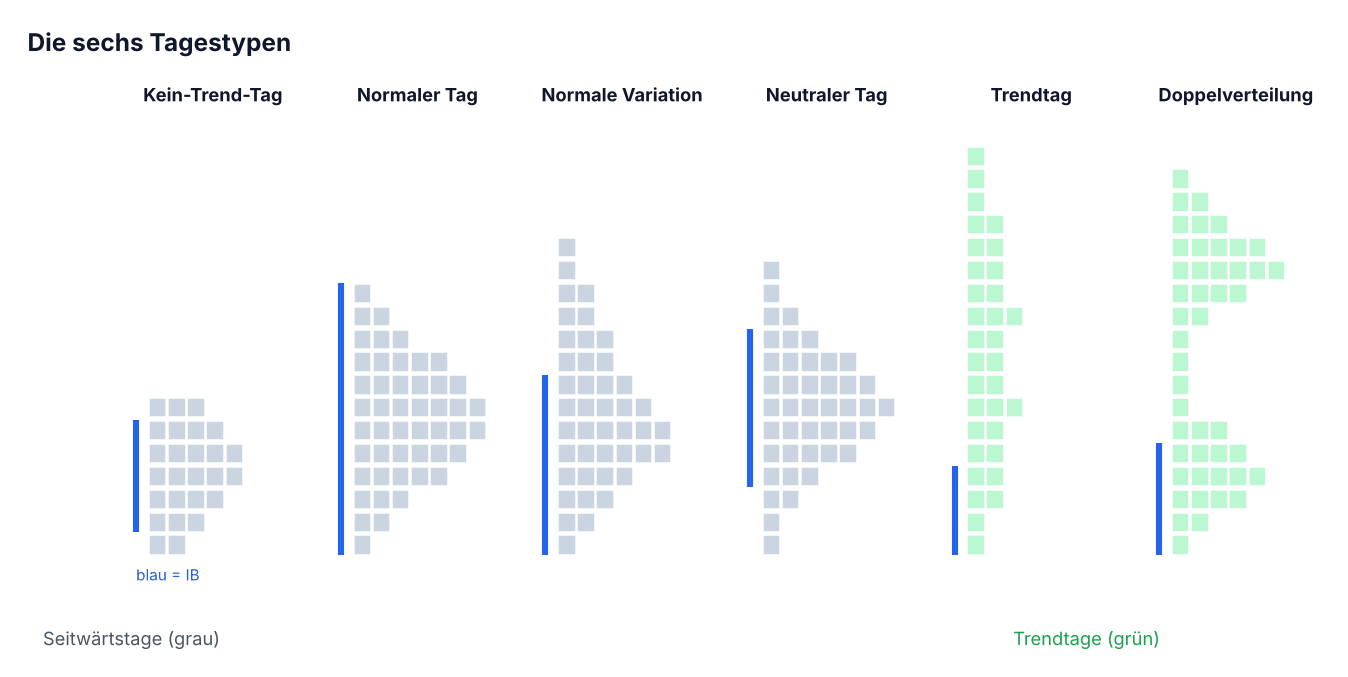 Die sechs Tagestypen
Kein-Trend-Tag
Normaler Tag
Normale Variation
Neutraler Tag
Trendtag
Doppelverteilung
blau = IB
Seitwärtstage (grau)
Trendtage (grün)